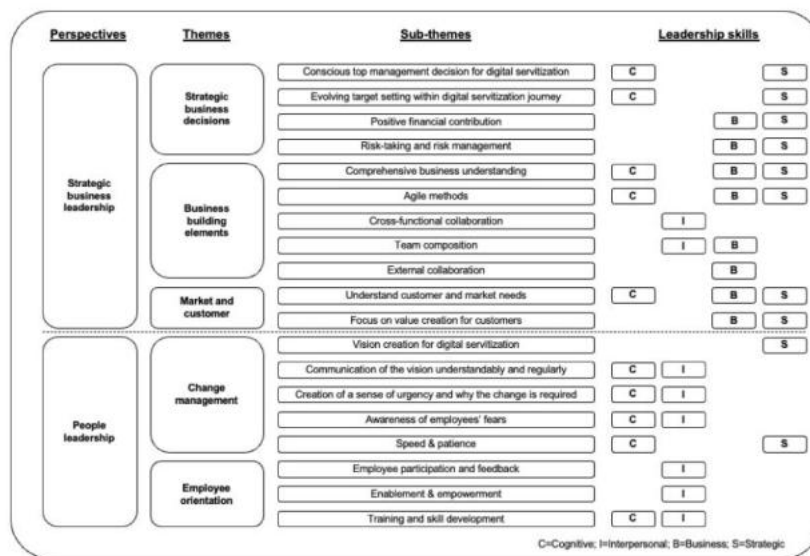 Perspectives Themes Sub-themes Leadership skills
Conscious top management decision for digital servitization C S
Strategic
business
decisions
Evolving target setting within digital servitization journey C S
Positive financial contribution B S
Risk-taking and risk management B S
Strategic
business
leadership
Comprehensive business understanding C B S
Business
building
elements
Agile methods C B S
Cross-functional collaboration I
Team composition I B
External collaboration B
Market and
customer
Understand customer and market needs C B S
Focus on value creation for customers B S
People
leadership
Change
management
Vision creation for digital servitization S
Communication of the vision understandably and regularly C I
Creation of a sense of urgency and why the change is required C I
Awareness of employees' fears C I
Speed & patience C S
Employee
orientation
Employee participation and feedback I
Enablement & empowerment I
Training and skill development C I
C=Cognitive; I=Interpersonal; B=Business; S=Strategic